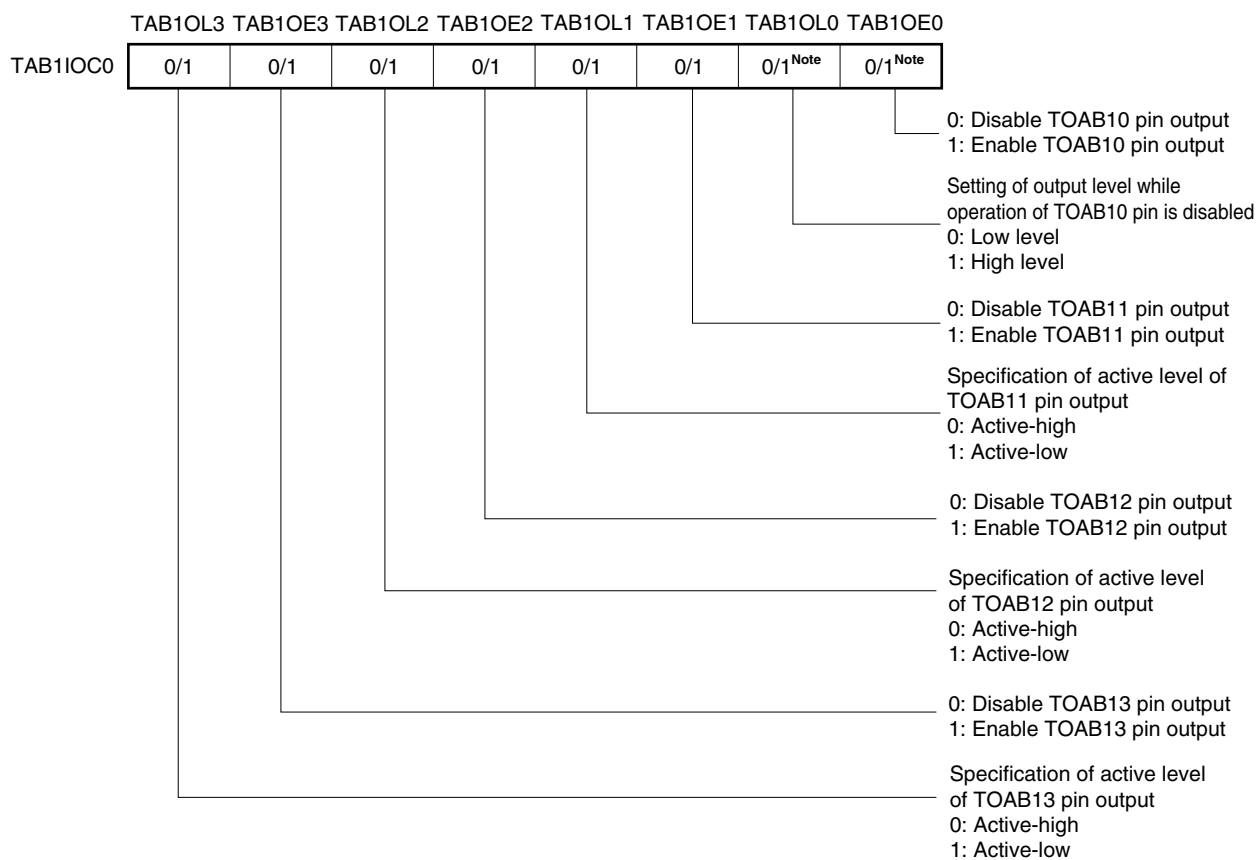 TAB1OL3 TAB1OE3 TAB1OL2 TAB1OE2 TAB1OL1 TAB1OE1 TAB1OL0 TAB1OE0
TAB1IOC0 0/1 0/1 0/1 0/1 0/1 0/1 0/1Note 0/1Note
0: Disable TOAB10 pin output
1: Enable TOAB10 pin output
Setting of output level while
operation of TOAB10 pin is disabled
0: Low level
1: High level
0: Disable TOAB11 pin output
1: Enable TOAB11 pin output
Specification of active level of
TOAB11 pin output
0: Active-high
1: Active-low
0: Disable TOAB12 pin output
1: Enable TOAB12 pin output
Specification of active level
of TOAB12 pin output
0: Active-high
1: Active-low
0: Disable TOAB13 pin output
1: Enable TOAB13 pin output
Specification of active level
of TOAB13 pin output
0: Active-high
1: Active-low